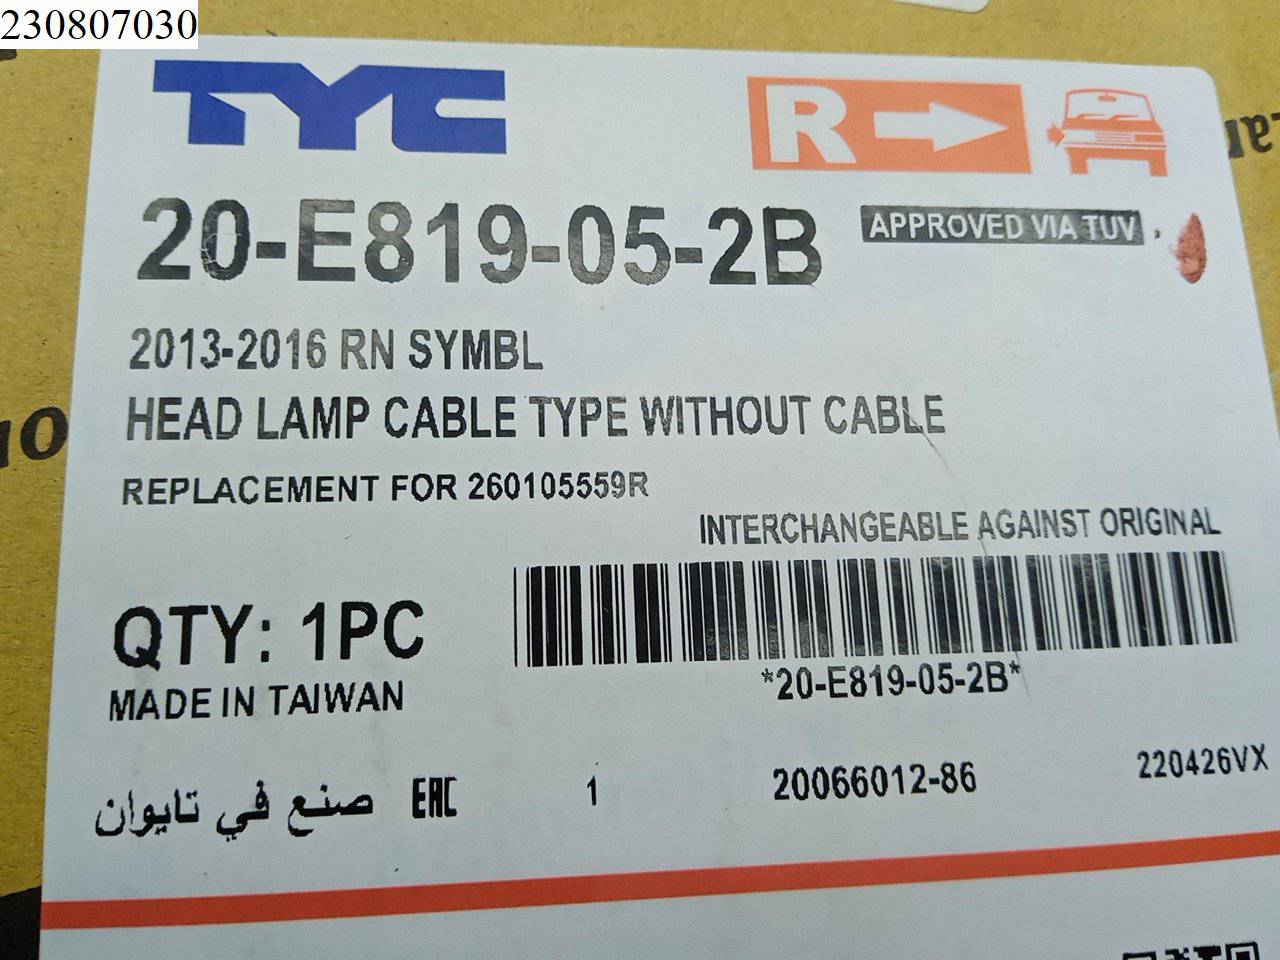 230807030
TYC
R
20-E819-05-2B
APPROVED VIA TUV
2013-2016 RN SYMBL
HEAD LAMP CABLE TYPE WITHOUT CABLE
REPLACEMENT FOR 260105559R
INTERCHANGEABLE AGAINST ORIGINAL
QTY: 1PC
*20-E819-05-2B*
MADE IN TAIWAN
صنع في تايوان EAC 1 20066012-86 220426VX